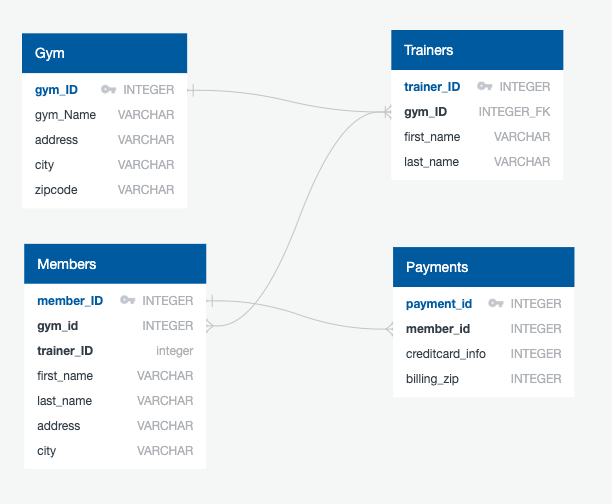 Gym
gym_ID INTEGER
gym_Name VARCHAR
address VARCHAR
city VARCHAR
zipcode VARCHAR
Trainers
trainer_ID INTEGER
gym_ID INTEGER_FK
first_name VARCHAR
last_name VARCHAR
Members
member_ID INTEGER
gym_id INTEGER
trainer_ID integer
first_name VARCHAR
last_name VARCHAR
address VARCHAR
city VARCHAR
Payments
payment_id INTEGER
member_id INTEGER
creditcard_info INTEGER
billing_zip INTEGER